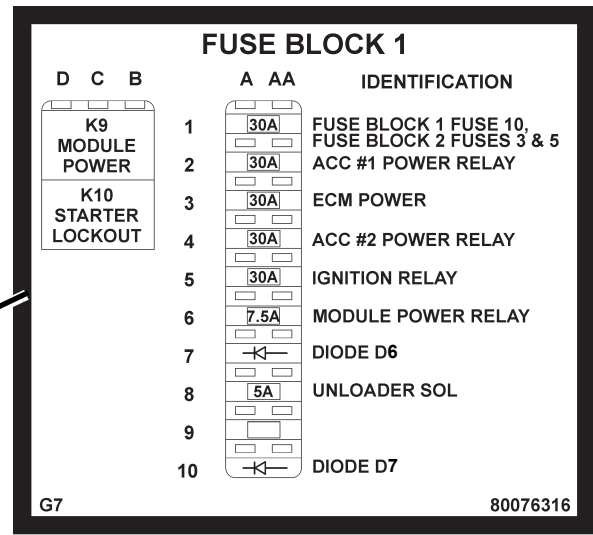 FUSE BLOCK 1
D C B A AA IDENTIFICATION
K9
MODULE
POWER
K10
STARTER
LOCKOUT
1 30A FUSE BLOCK 1 FUSE 10,
FUSE BLOCK 2 FUSES 3 & 5
2 30A ACC #1 POWER RELAY
3 30A ECM POWER
4 30A ACC #2 POWER RELAY
5 30A IGNITION RELAY
6 7.5A MODULE POWER RELAY
7 DIODE D6
8 5A UNLOADER SOL
9
10 DIODE D7
G7 80076316